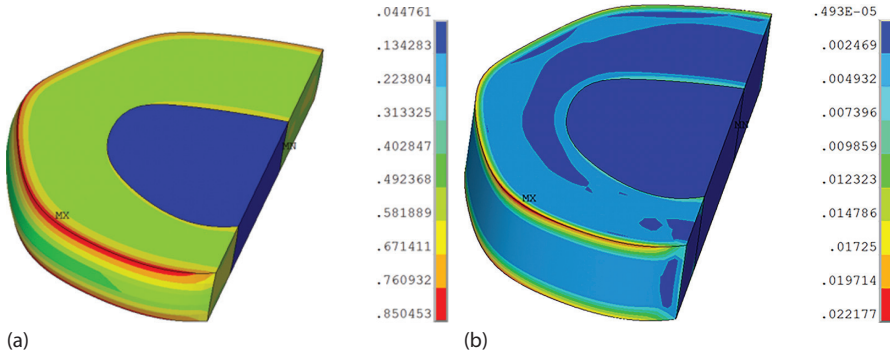 .044761
.134283
.223804
.313325
.402847
.492368
.581889
.671411
.760932
.850453
MN
MX
(a)
.493E-05
.002469
.004932
.007396
.009859
.012323
.014786
.01725
.019714
.022177
MN
MX
(b)